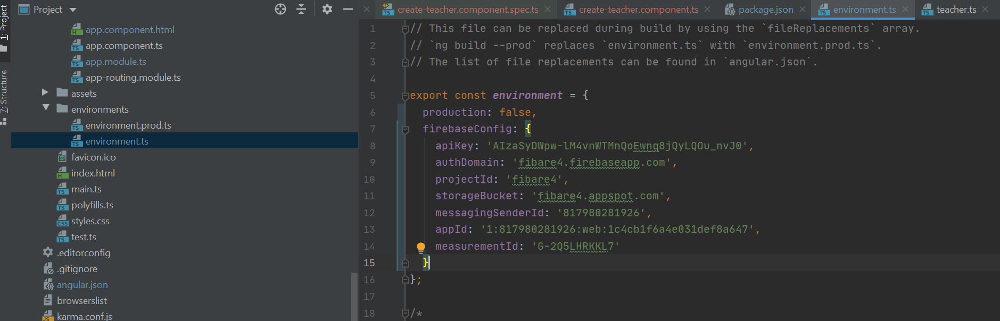 1: Project
Z: Structure
Project
app.component.html
app.component.ts
app.module.ts
app-routing.module.ts
assets
environments
environment.prod.ts
environment.ts
favicon.ico
index.html
main.ts
polyfills.ts
styles.css
test.ts
.editorconfig
.gitignore
angular.json
browserslist
karma.conf.js
create-teacher.component.spec.ts
create-teacher.component.ts
package.json
environment.ts
teacher.ts
1 // This file can be replaced during build by using the `fileReplacements` array.
2 // `ng build --prod` replaces `environment.ts` with `environment.prod.ts`.
3 // The list of file replacements can be found in `angular.json`.
4
5 export const environment = {
6 production: false,
7 firebaseConfig: {
8 apiKey: 'AIzaSyDWpw-lM4vnWTMnQoEwnq8jQyLQOu_nvJ0',
9 authDomain: 'fibare4.firebaseapp.com',
10 projectId: 'fibare4',
11 storageBucket: 'fibare4.appspot.com',
12 messagingSenderId: '817980281926',
13 appId: '1:817980281926:web:1c4cb1f6a4e031def8a647',
14 measurementId: 'G-2Q5LHRKKL7'
15 }
16 };
17
18 /*